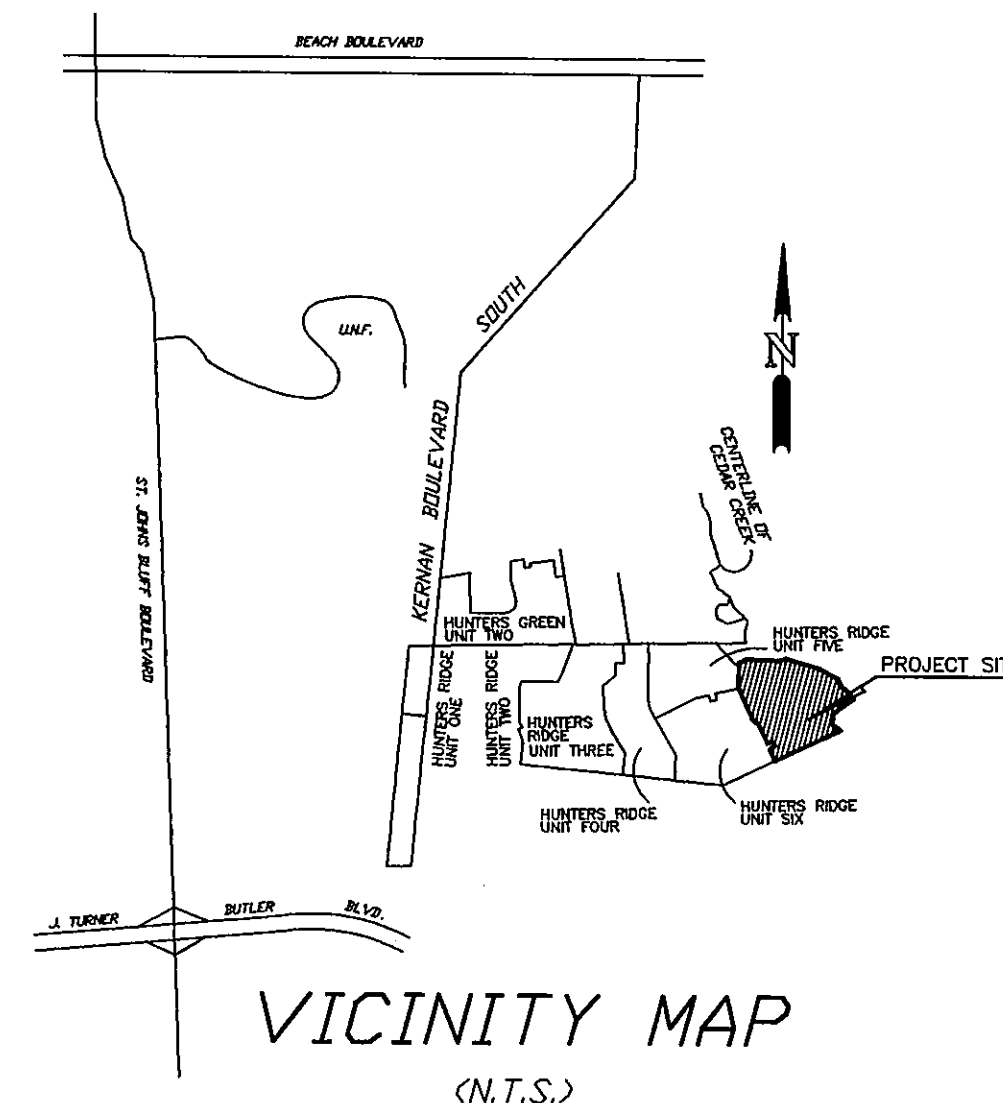 BEACH BOULEVARD
SOUTH
U.N.F.
N
KERNAN BOULEVARD
ST. JOHNS BLUFF BOULEVARD
CENTERLINE OF
CEDAR CREEK
HUNTERS GREEN
UNIT TWO
HUNTERS RIDGE
UNIT FIVE
PROJECT SIT
HUNTERS RIDGE
UNIT ONE
HUNTERS RIDGE
UNIT TWO
HUNTERS
RIDGE
UNIT THREE
HUNTERS RIDGE
UNIT FOUR
HUNTERS RIDGE
UNIT SIX
J. TURNER BUTLER BLVD.
VICINITY MAP
(N.T.S.)